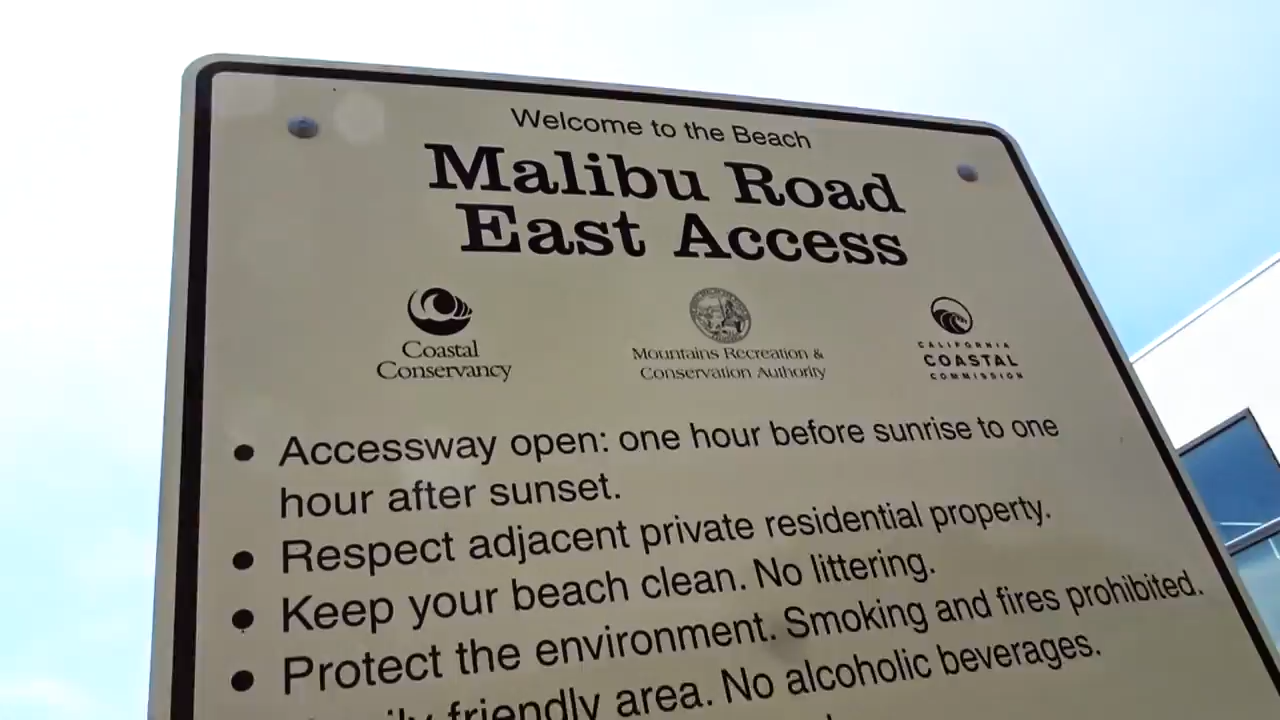 Welcome to the Beach
Malibu Road
East Access
Coastal
Conservancy
Mountains Recreation &
Conservation Authority
CALIFORNIA
COASTAL
COMMISSION
• Accessway open: one hour before sunrise to one
hour after sunset.
• Respect adjacent private residential property.
• Keep your beach clean. No littering.
• Protect the environment. Smoking and fires prohibited.
friendly area. No alcoholic beverages.